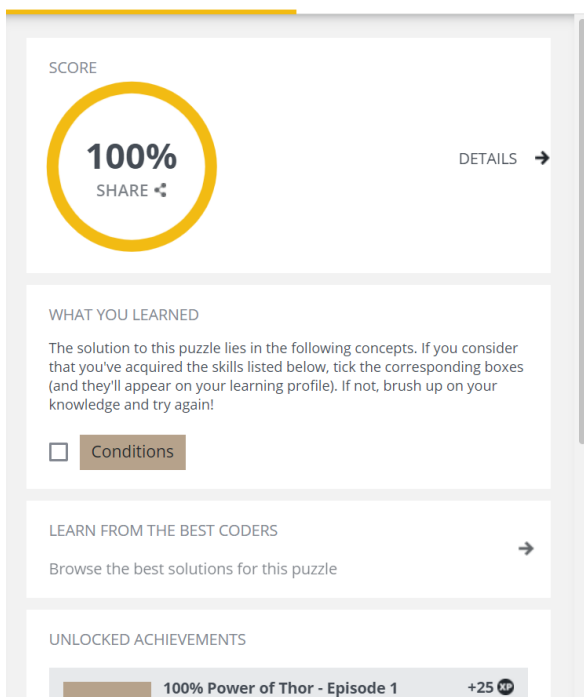 SCORE
100%
SHARE
DETAILS
WHAT YOU LEARNED
The solution to this puzzle lies in the following concepts. If you consider
that you've acquired the skills listed below, tick the corresponding boxes
(and they'll appear on your learning profile). If not, brush up on your
knowledge and try again!
Conditions
LEARN FROM THE BEST CODERS
Browse the best solutions for this puzzle
UNLOCKED ACHIEVEMENTS
100% Power of Thor - Episode 1
+25 XP